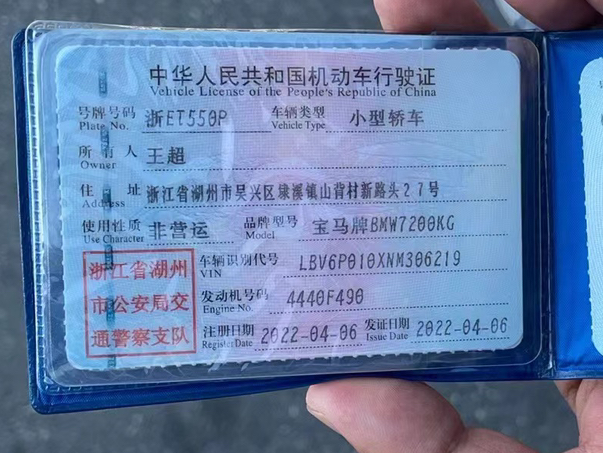 中华人民共和国机动车行驶证
Vehicle License of the People's Republic of China
号牌号码 浙ET550P 车辆类型 小型轿车
Plate No. Vehicle Type
所有人 王超
Owner
住址 浙江省湖州市吴兴区埭溪镇山背村新路头27号
Address
使用性质 非营运 品牌型号 宝马牌BMW7200KG
Use Character Model
浙江省湖州
市公安局交
通警察支队
车辆识别代号 LBV6P010XNM306219
VIN
发动机号码 4440F490
Engine No.
注册日期 2022-04-06 发证日期 2022-04-06
Register Date Issue Date